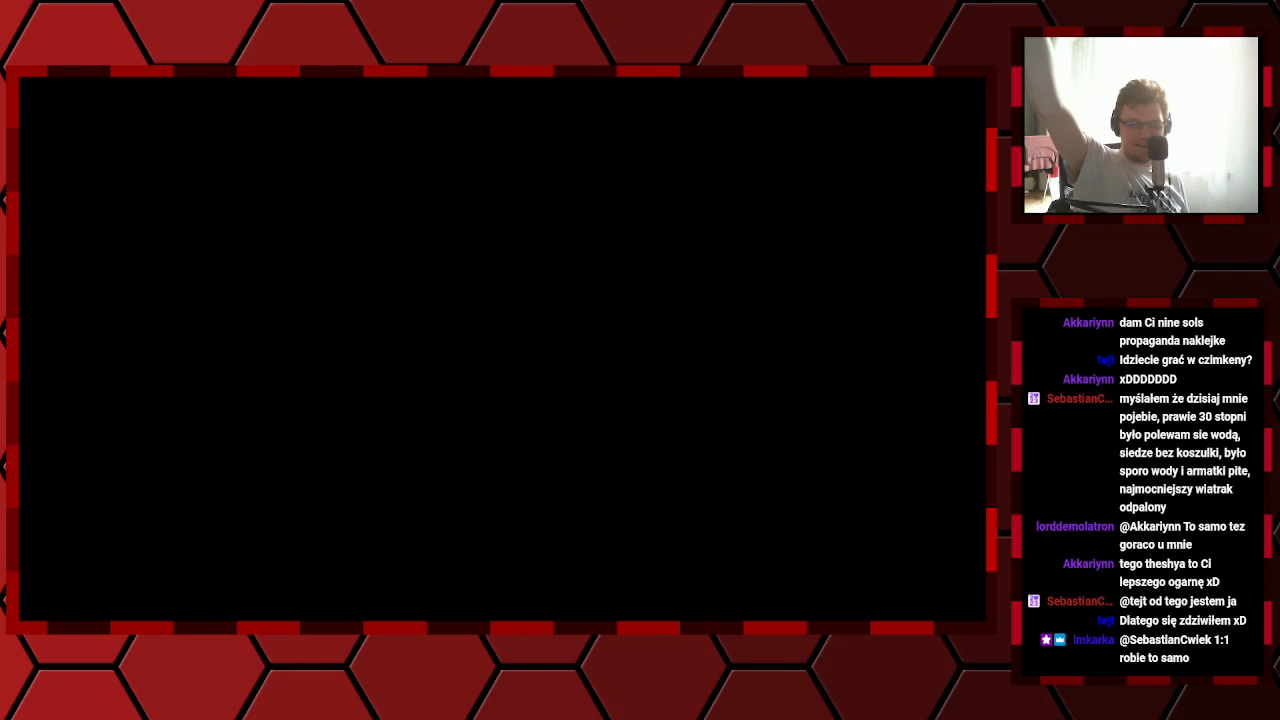 Akkariynn dam Ci nine sols
propaganda naklejke
tejt Idziecie grać w czimkeny?
Akkariynn xDDDDDDD
SebastianC... myślałem że dzisiaj mnie
pojebie, prawie 30 stopni
było polewam sie wodą,
siedze bez koszulki, było
sporo wody i armatki pite,
najmocniejszy wiatrak
odpalony
lorddemolatron @Akkariynn To samo tez
goraco u mnie
Akkariynn tego theshya to Ci
lepszego ogarnę xD
SebastianC... @tejt od tego jestem ja
tejt Dlatego się zdziwiłem xD
imkarka @SebastianCwiek 1:1
robie to samo